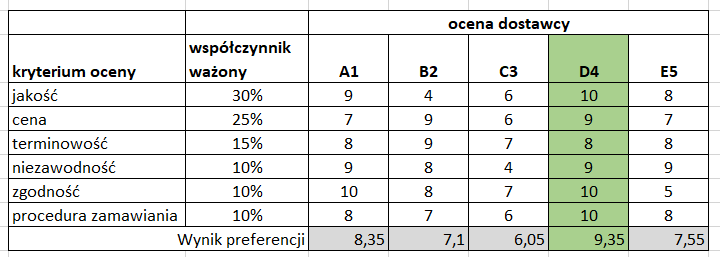 ocena dostawcy
kryterium oceny współczynnik ważony A1 B2 C3 D4 E5
jakość 30% 9 4 6 10 8
cena 25% 7 9 6 9 7
terminowość 15% 8 9 7 8 8
niezawodność 10% 9 8 4 9 9
zgodność 10% 10 8 7 10 5
procedura zamawiania 10% 8 7 6 10 8
Wynik preferencji 8,35 7,1 6,05 9,35 7,55